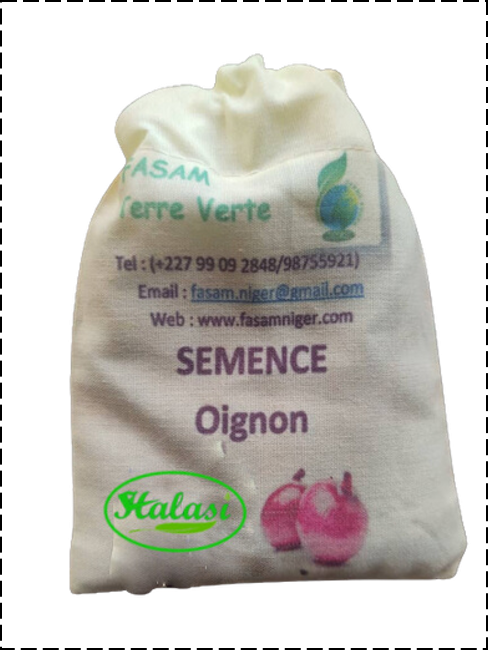 FASAM
Terre Verte
Tel : (+227 99 09 2848/98755921)
Email : fasam.niger@gmail.com
Web : www.fasamniger.com
SEMENCE
Oignon
Halasi